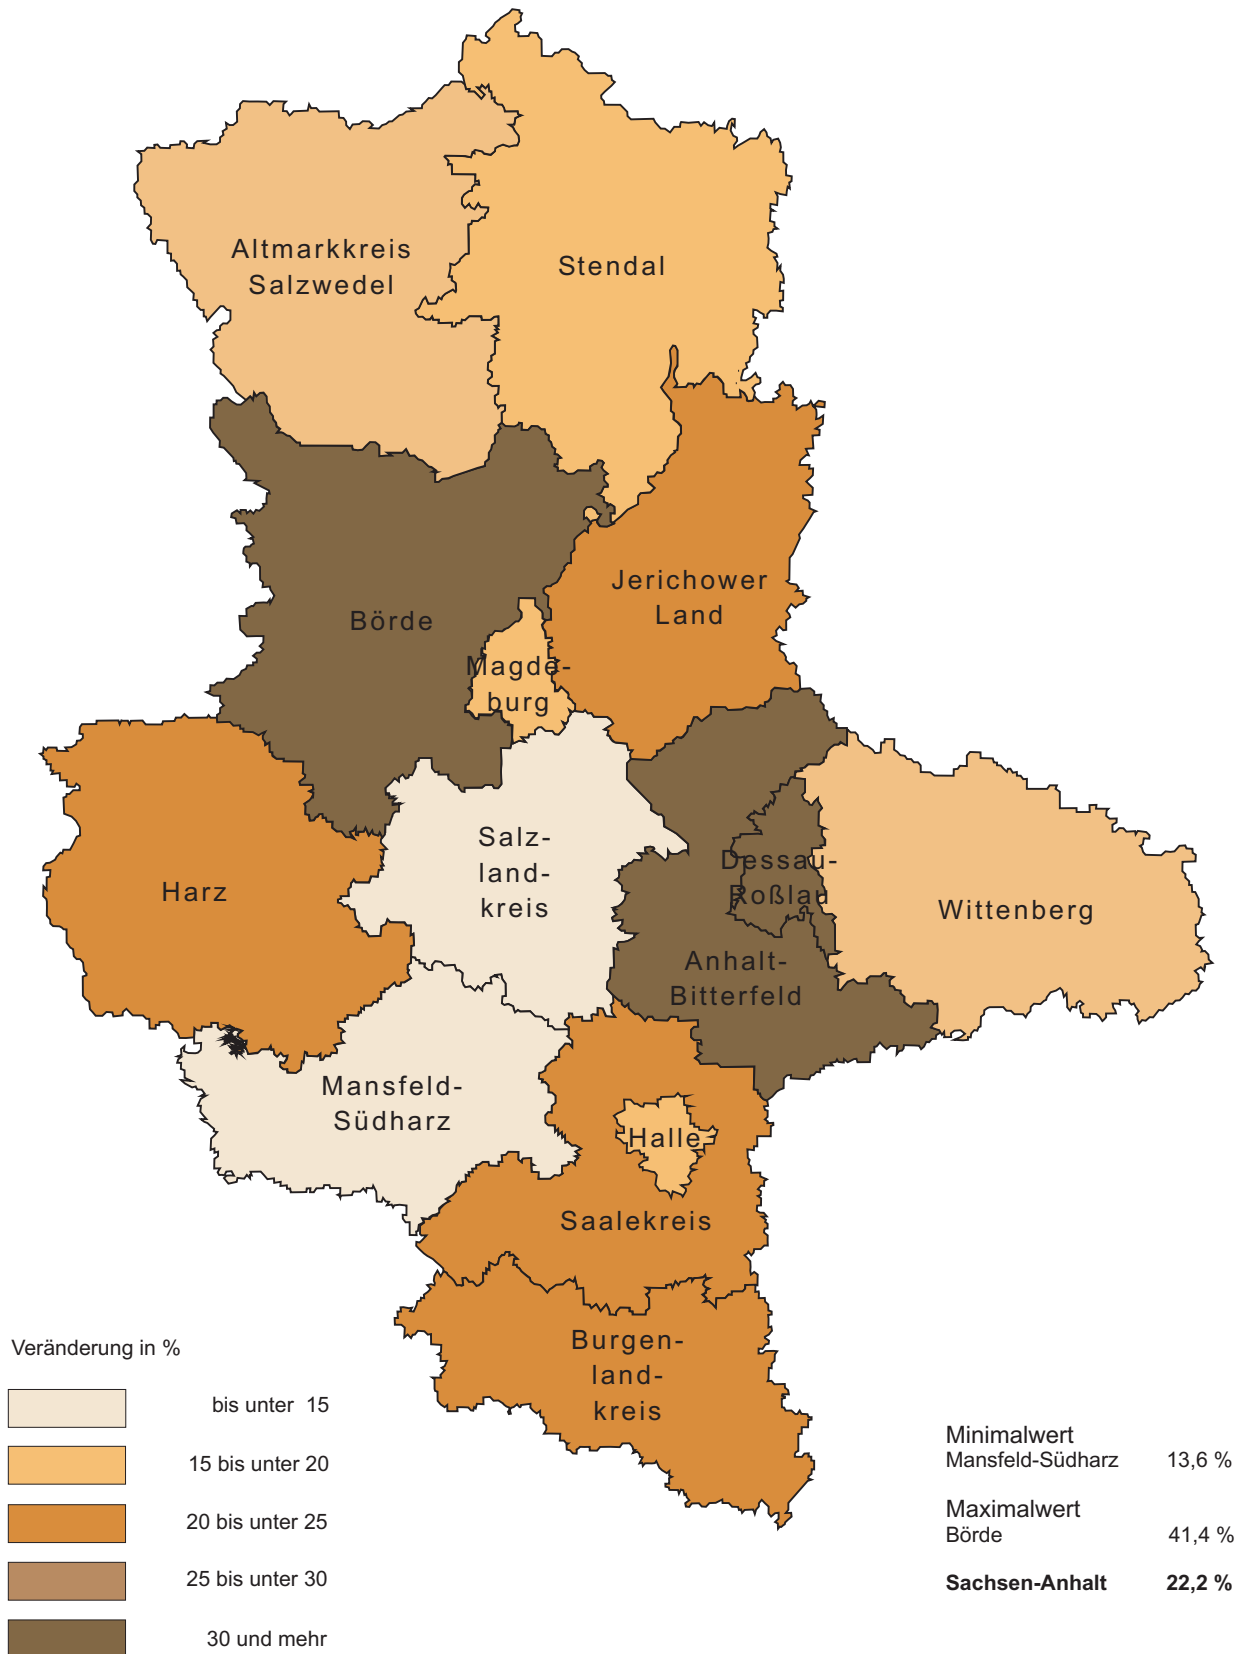 Altmarkkreis
Salzwedel
Stendal
Jerichower
Land
Börde
Magde-
burg
Salz-
land-
kreis
Harz
Dessau-
Roßlau
Wittenberg
Anhalt-
Bitterfeld
Mansfeld-
Südharz
Halle
Saalekreis
Burgen-
land-
kreis
Veränderung in %
bis unter 15
15 bis unter 20
20 bis unter 25
25 bis unter 30
30 und mehr
Minimalwert
Mansfeld-Südharz 13,6 %
Maximalwert
Börde 41,4 %
Sachsen-Anhalt 22,2 %